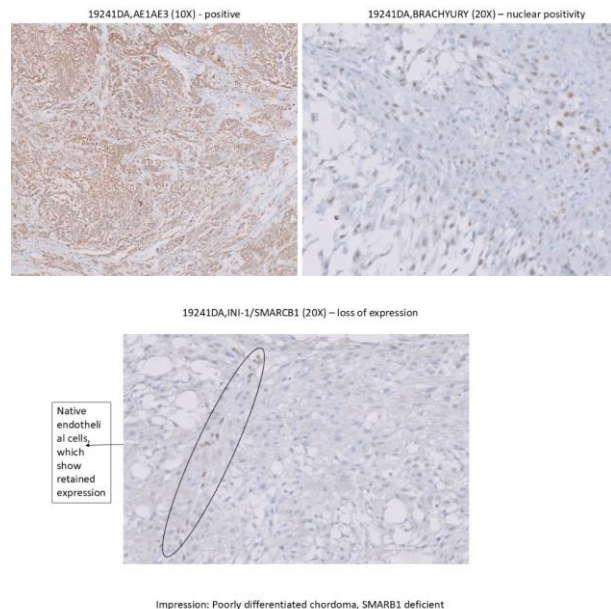 19241DA,AE1AE3 (10X) - positive
19241DA,BRACHYURY (20X) – nuclear positivity
19241DA,INI-1/SMARCB1 (20X) – loss of expression
Native
endotheli
al cells,
which
show
retained
expression
Impression: Poorly differentiated chordoma, SMARB1 deficient